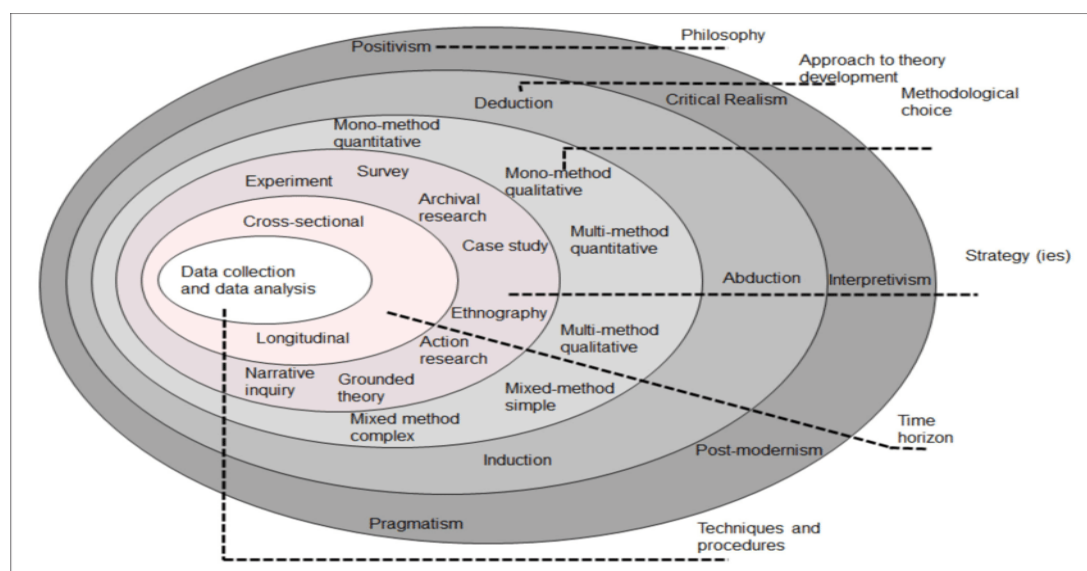 Philosophy
Positivism
Approach to theory
development
Methodological
choice
Critical Realism
Deduction
Mono-method
quantitative
Survey
Experiment
Mono-method
qualitative
Archival
research
Cross-sectional
Multi-method
quantitative
Case study
Strategy (ies)
Data collection
and data analysis
Abduction
Interpretivism
Ethnography
Longitudinal
Action
research
Multi-method
qualitative
Narrative
inquiry
Grounded
theory
Mixed-method
simple
Mixed method
complex
Time
horizon
Post-modernism
Induction
Pragmatism
Techniques and
procedures